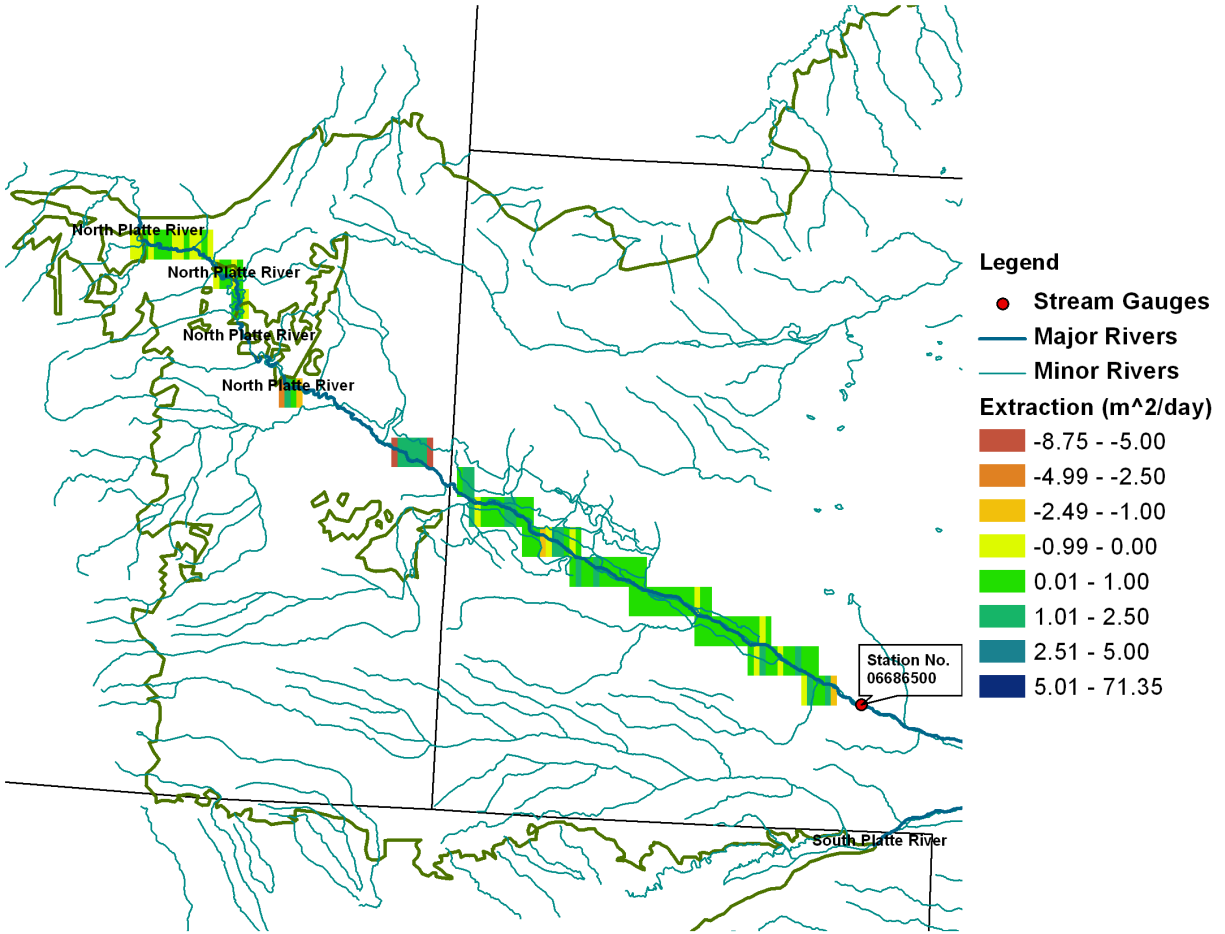 North Platte River
North Platte River
North Platte River
North Platte River
Station No.
06686500
South Platte River
Legend
Stream Gauges
Major Rivers
Minor Rivers
Extraction (m^2/day)
-8.75 - -5.00
-4.99 - -2.50
-2.49 - -1.00
-0.99 - 0.00
0.01 - 1.00
1.01 - 2.50
2.51 - 5.00
5.01 - 71.35